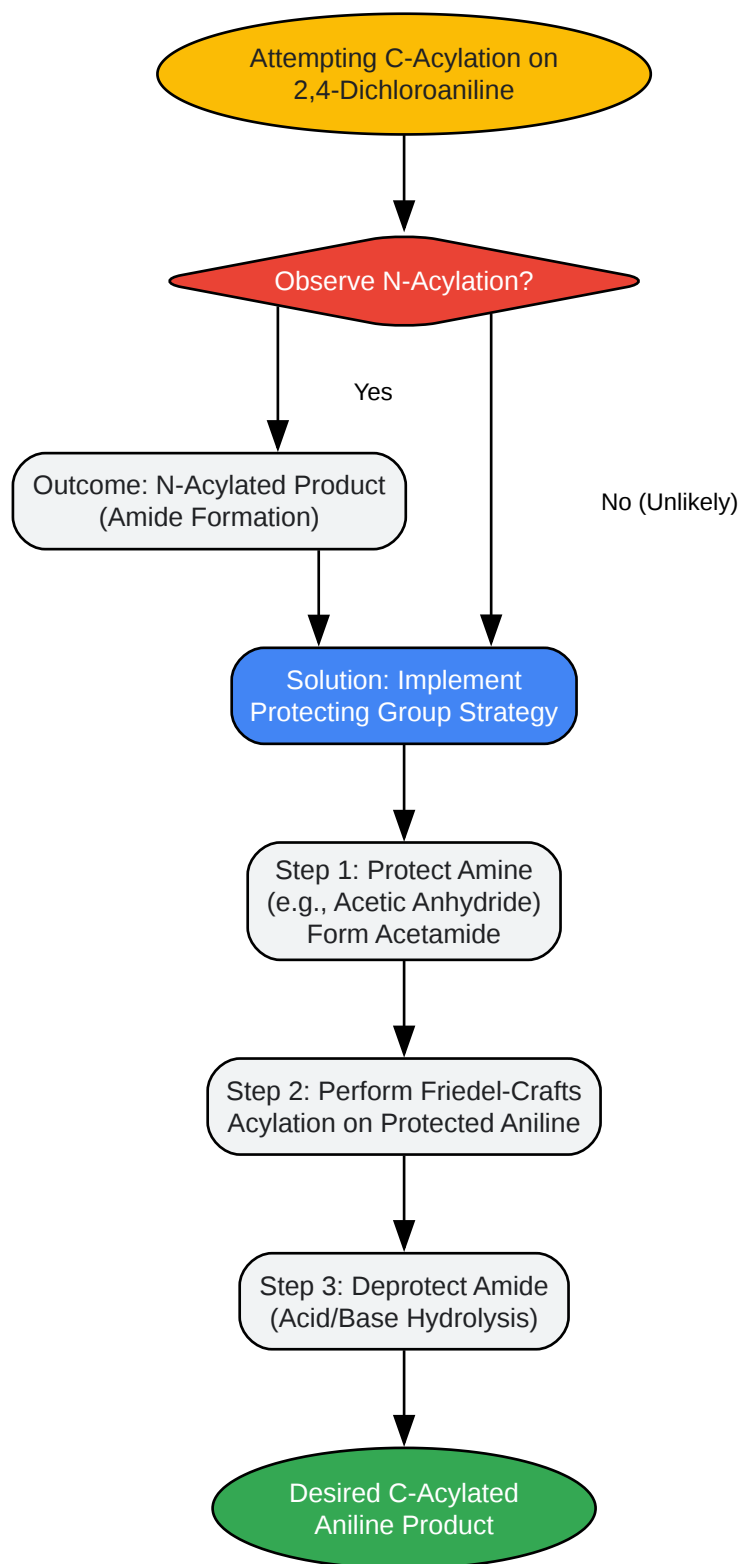 Attempting C-Acylation on
2,4-Dichloroaniline
Observe N-Acylation?
Yes
Outcome: N-Acylated Product
(Amide Formation)
No (Unlikely)
Solution: Implement
Protecting Group Strategy
Step 1: Protect Amine
(e.g., Acetic Anhydride)
Form Acetamide
Step 2: Perform Friedel-Crafts
Acylation on Protected Aniline
Step 3: Deprotect Amide
(Acid/Base Hydrolysis)
Desired C-Acylated
Aniline Product